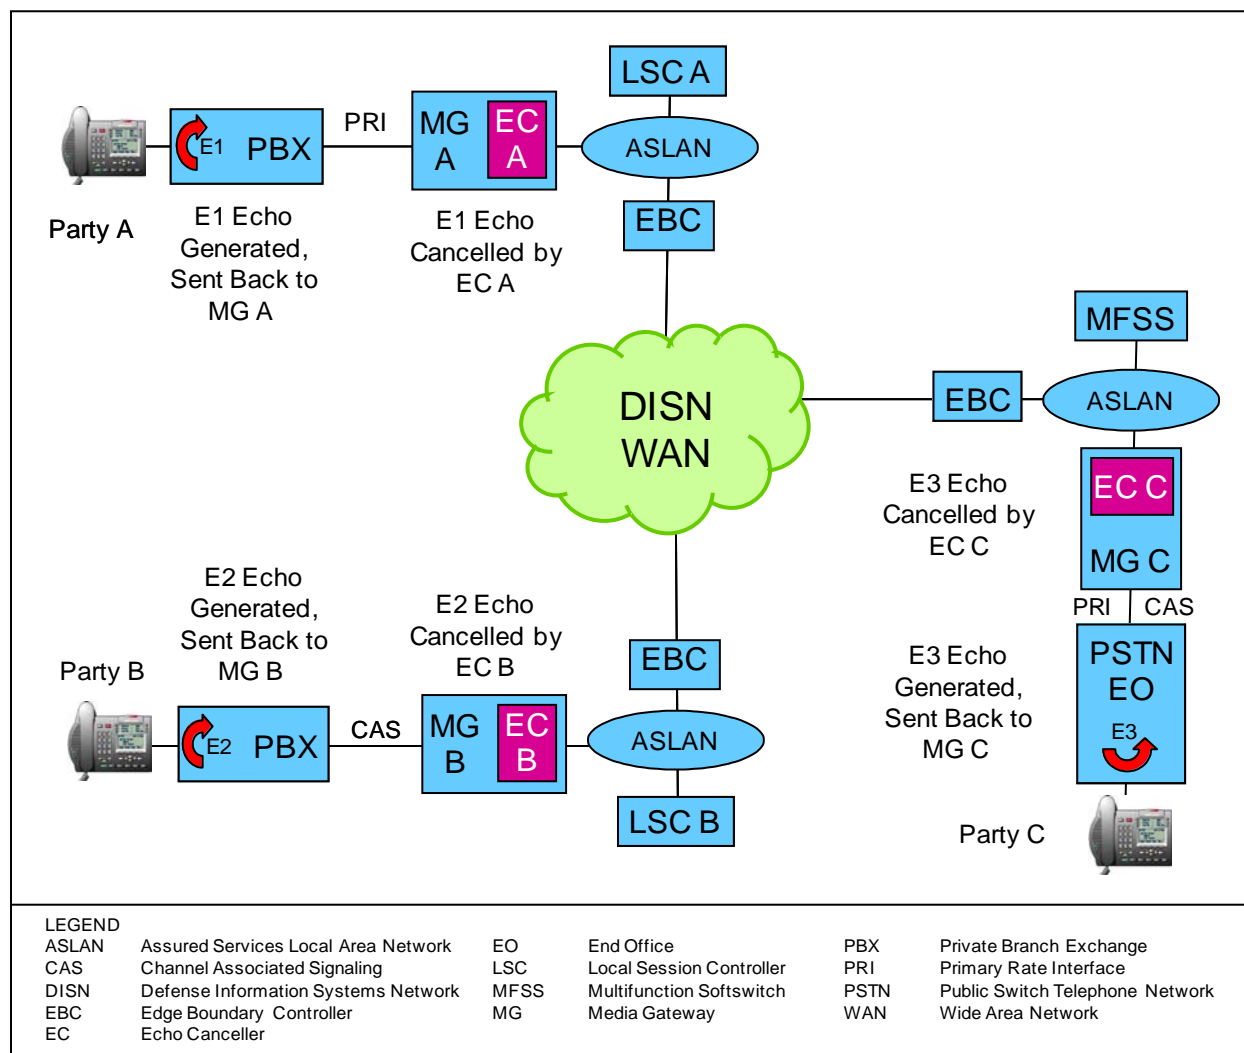 LSC A
PRI
MG
A
EC
A
E1
PBX
ASLAN
Party A
E1 Echo
Generated,
Sent Back to
MG A
E1 Echo
Cancelled by
EC A
EBC
MFSS
DISN
WAN
EBC
ASLAN
E3 Echo
Cancelled by
EC C
EC C
MG C
PRI
CAS
E2 Echo
Generated,
Sent Back to
MG B
E2 Echo
Cancelled by
EC B
Party B
EBC
E3 Echo
Generated,
Sent Back to
MG C
PSTN
EO
E3
E2
PBX
CAS
MG
B
EC
B
ASLAN
LSC B
Party C
LEGEND
ASLAN Assured Services Local Area Network
CAS Channel Associated Signaling
DISN Defense Information Systems Network
EBC Edge Boundary Controller
EC Echo Canceller
EO End Office
LSC Local Session Controller
MFSS Multifunction Softswitch
MG Media Gateway
PBX Private Branch Exchange
PRI Primary Rate Interface
PSTN Public Switch Telephone Network
WAN Wide Area Network